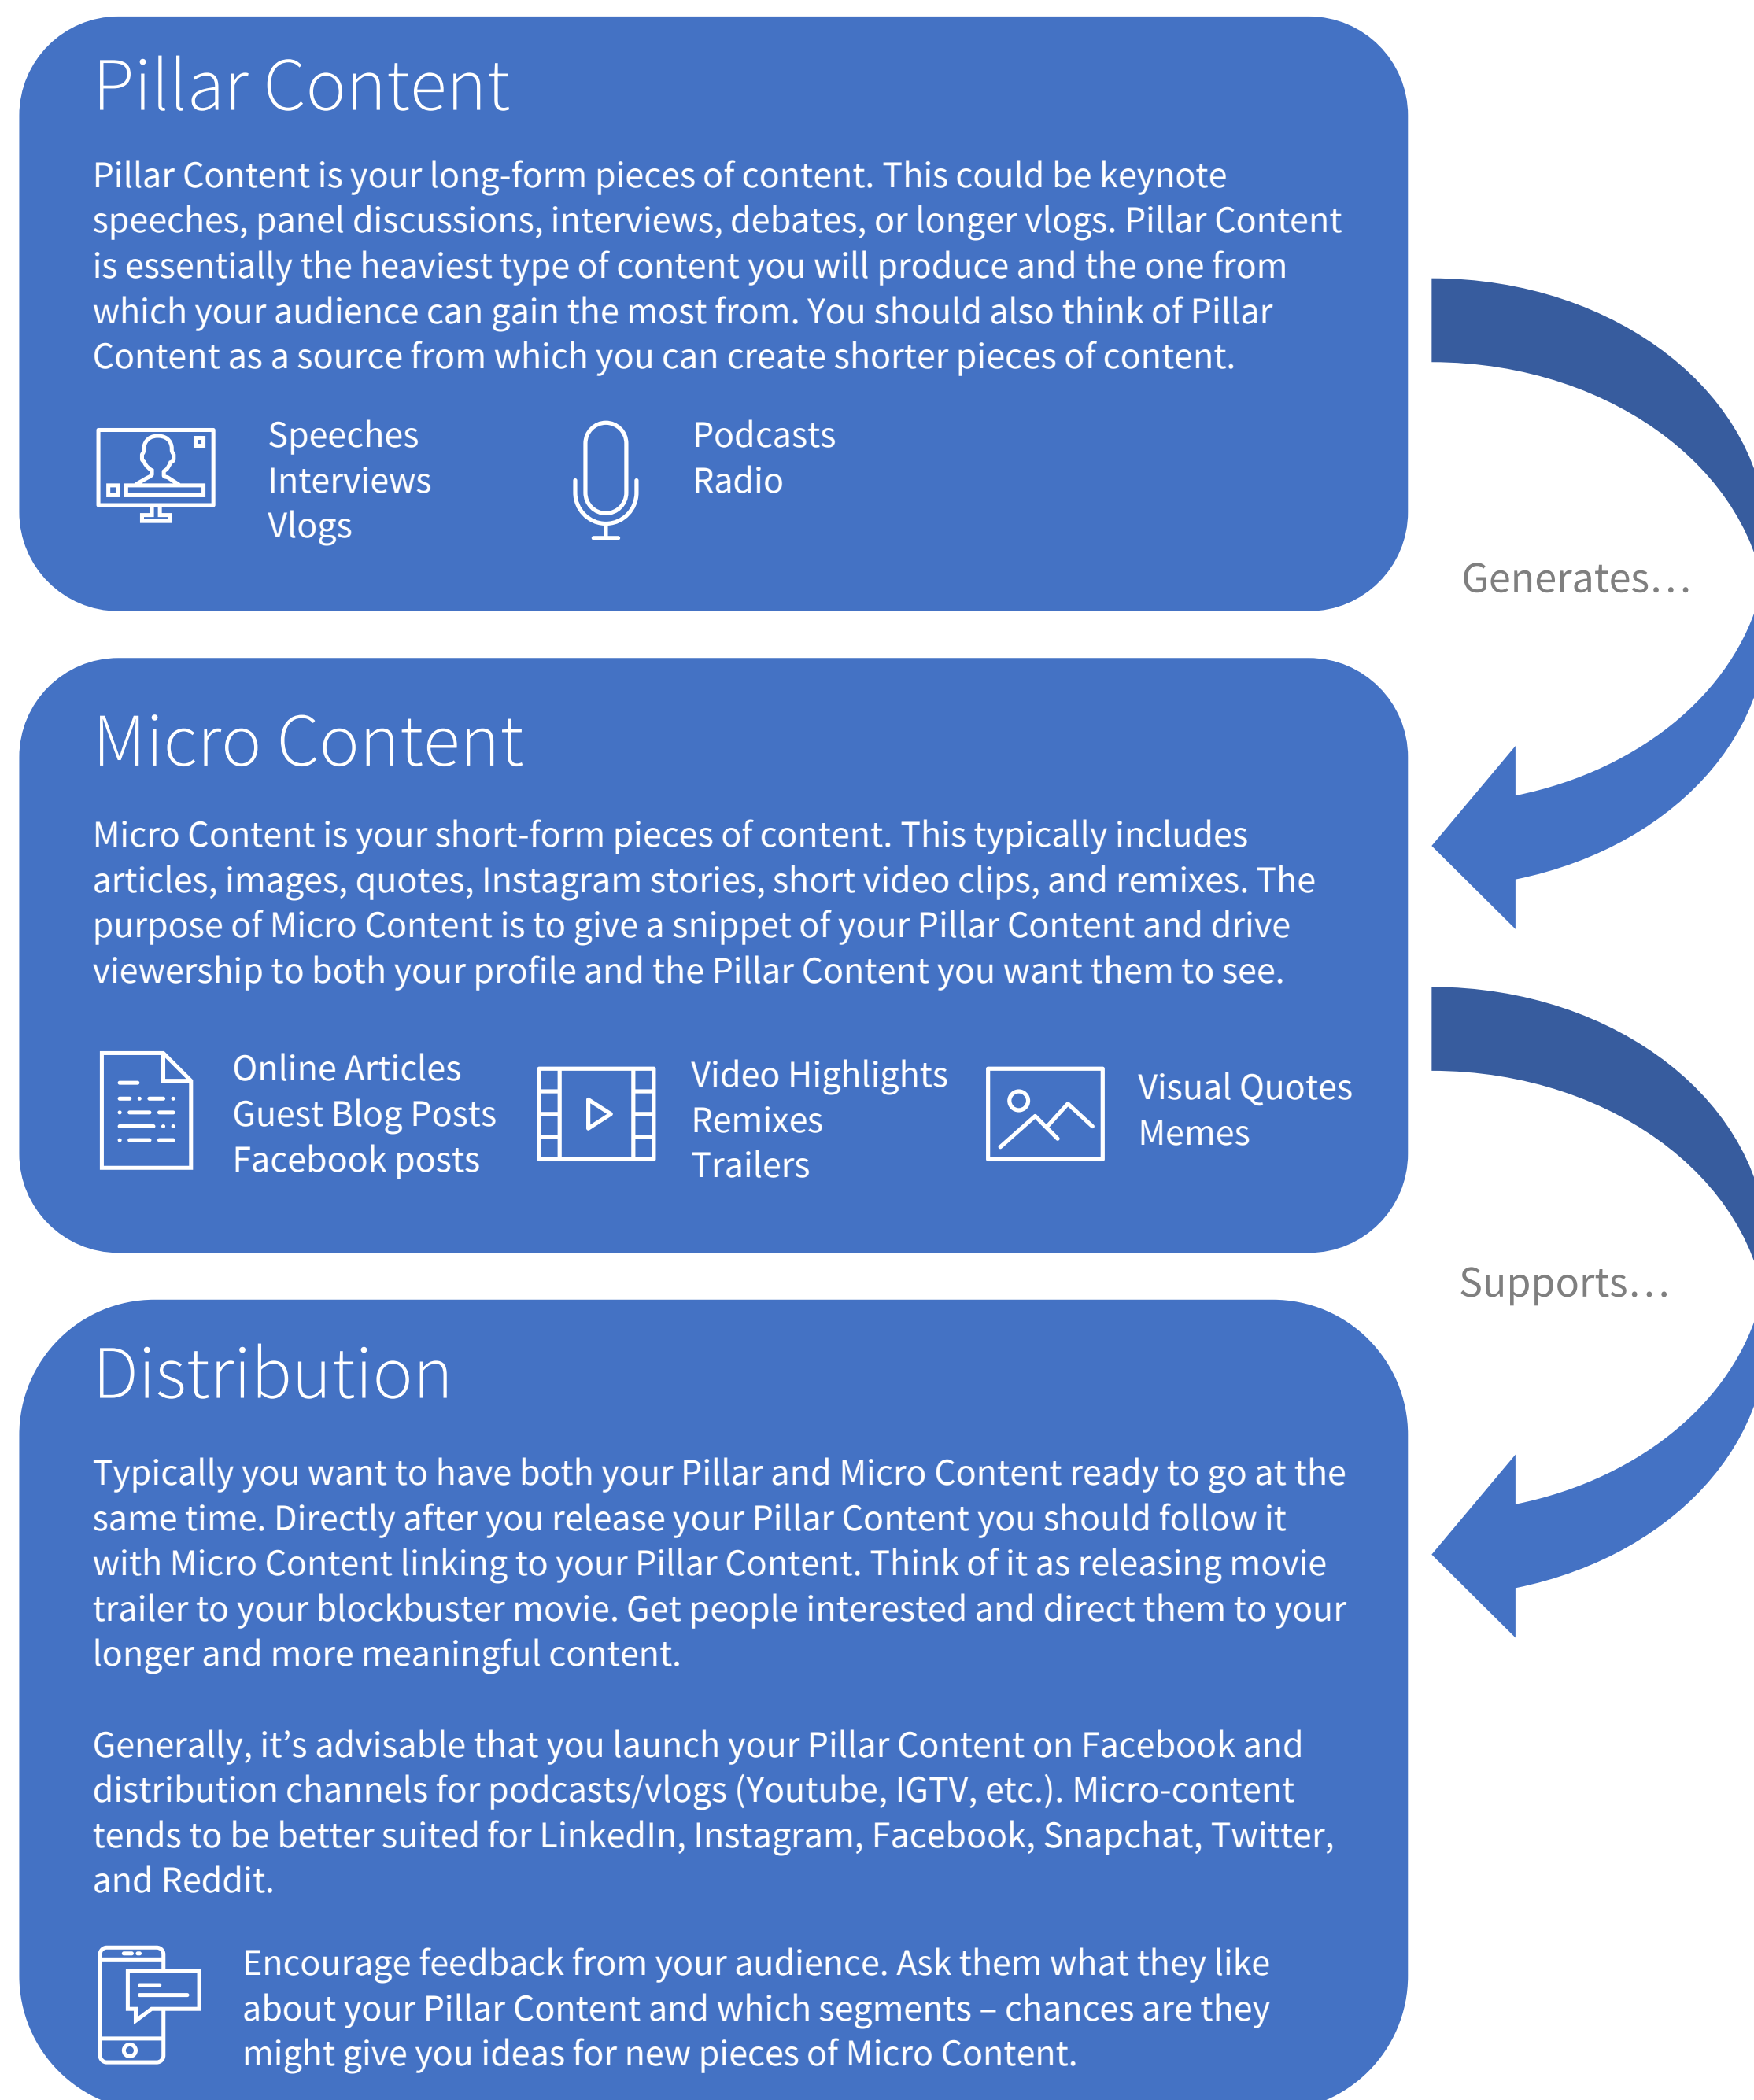 Pillar Content
Pillar Content is your long-form pieces of content. This could be keynote
speeches, panel discussions, interviews, debates, or longer vlogs. Pillar Content
is essentially the heaviest type of content you will produce and the one from
which your audience can gain the most from. You should also think of Pillar
Content as a source from which you can create shorter pieces of content.
Speeches
Interviews
Vlogs
Podcasts
Radio
Generates…
Micro Content
Micro Content is your short-form pieces of content. This typically includes
articles, images, quotes, Instagram stories, short video clips, and remixes. The
purpose of Micro Content is to give a snippet of your Pillar Content and drive
viewership to both your profile and the Pillar Content you want them to see.
Online Articles
Guest Blog Posts
Facebook posts
Video Highlights
Remixes
Trailers
Visual Quotes
Memes
Supports…
Distribution
Typically you want to have both your Pillar and Micro Content ready to go at the
same time. Directly after you release your Pillar Content you should follow it
with Micro Content linking to your Pillar Content. Think of it as releasing movie
trailer to your blockbuster movie. Get people interested and direct them to your
longer and more meaningful content.
Generally, it’s advisable that you launch your Pillar Content on Facebook and
distribution channels for podcasts/vlogs (Youtube, IGTV, etc.). Micro-content
tends to be better suited for LinkedIn, Instagram, Facebook, Snapchat, Twitter,
and Reddit.
Encourage feedback from your audience. Ask them what they like
about your Pillar Content and which segments – chances are they
might give you ideas for new pieces of Micro Content.